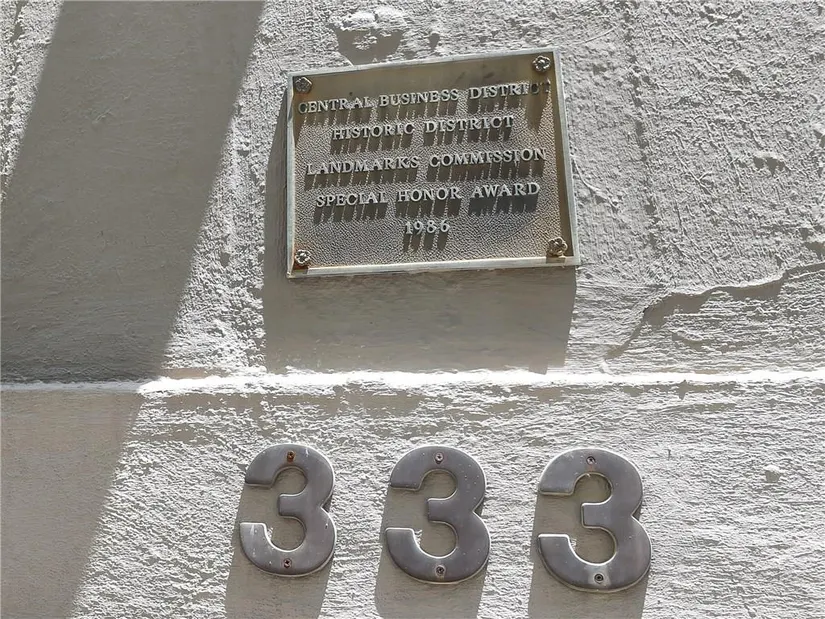 CENTRAL BUSINESS DISTRICT
HISTORIC DISTRICT
LANDMARKS COMMISSION
SPECIAL HONOR AWARD
1986
333